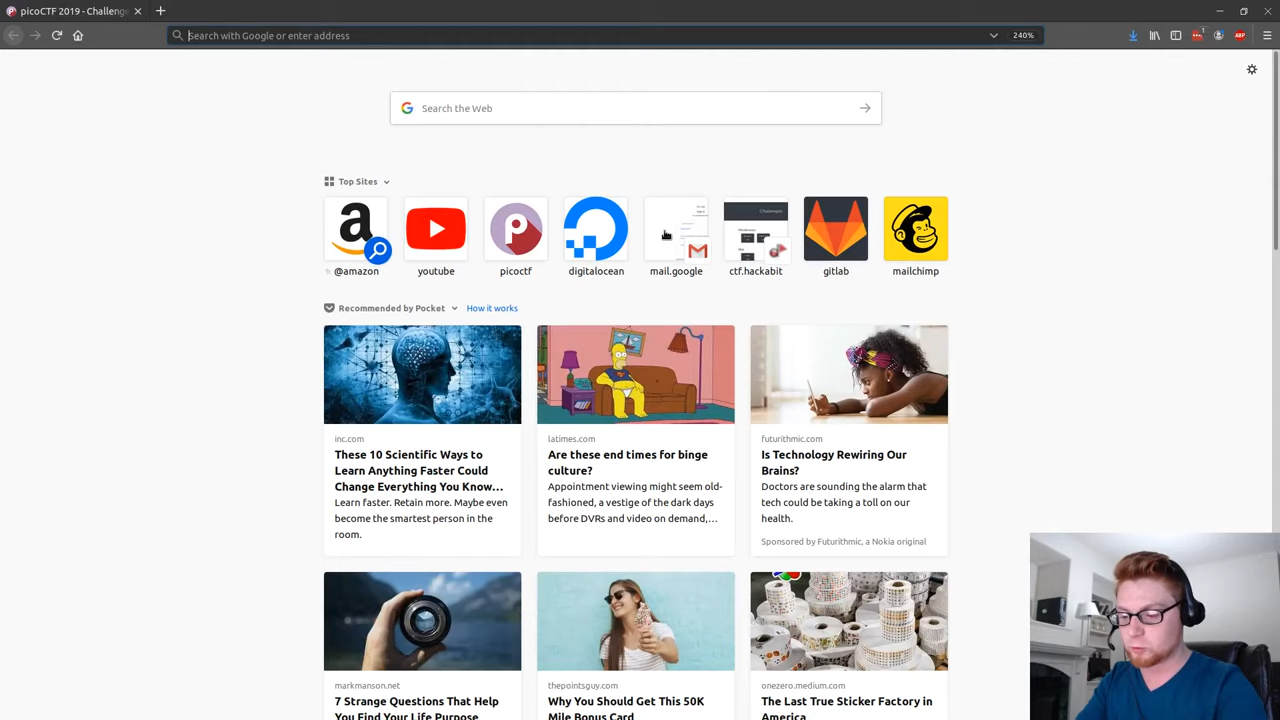 picoCTF 2019 - Challenge
Search with Google or enter address
240%
Search the Web
Top Sites
@amazon
youtube
picoctf
digitalocean
mail.google
ctf.hackabit
gitlab
mailchimp
Recommended by Pocket
How it works
inc.com
These 10 Scientific Ways to
Learn Anything Faster Could
Change Everything You Know...
Learn faster. Retain more. Maybe even
become the smartest person in the
room.
latimes.com
Are these end times for binge
culture?
Appointment viewing might seem old-
fashioned, a vestige of the dark days
before DVRs and video on demand,...
futurithmic.com
Is Technology Rewiring Our
Brains?
Doctors are sounding the alarm that
tech could be taking a toll on our
health.
Sponsored by Futurithmic, a Nokia original
markmanson.net
7 Strange Questions That Help
You Find Your Life Purpose
thepointsguy.com
Why You Should Get This 50K
Mile Bonus Card
onezero.medium.com
The Last True Sticker Factory in
America